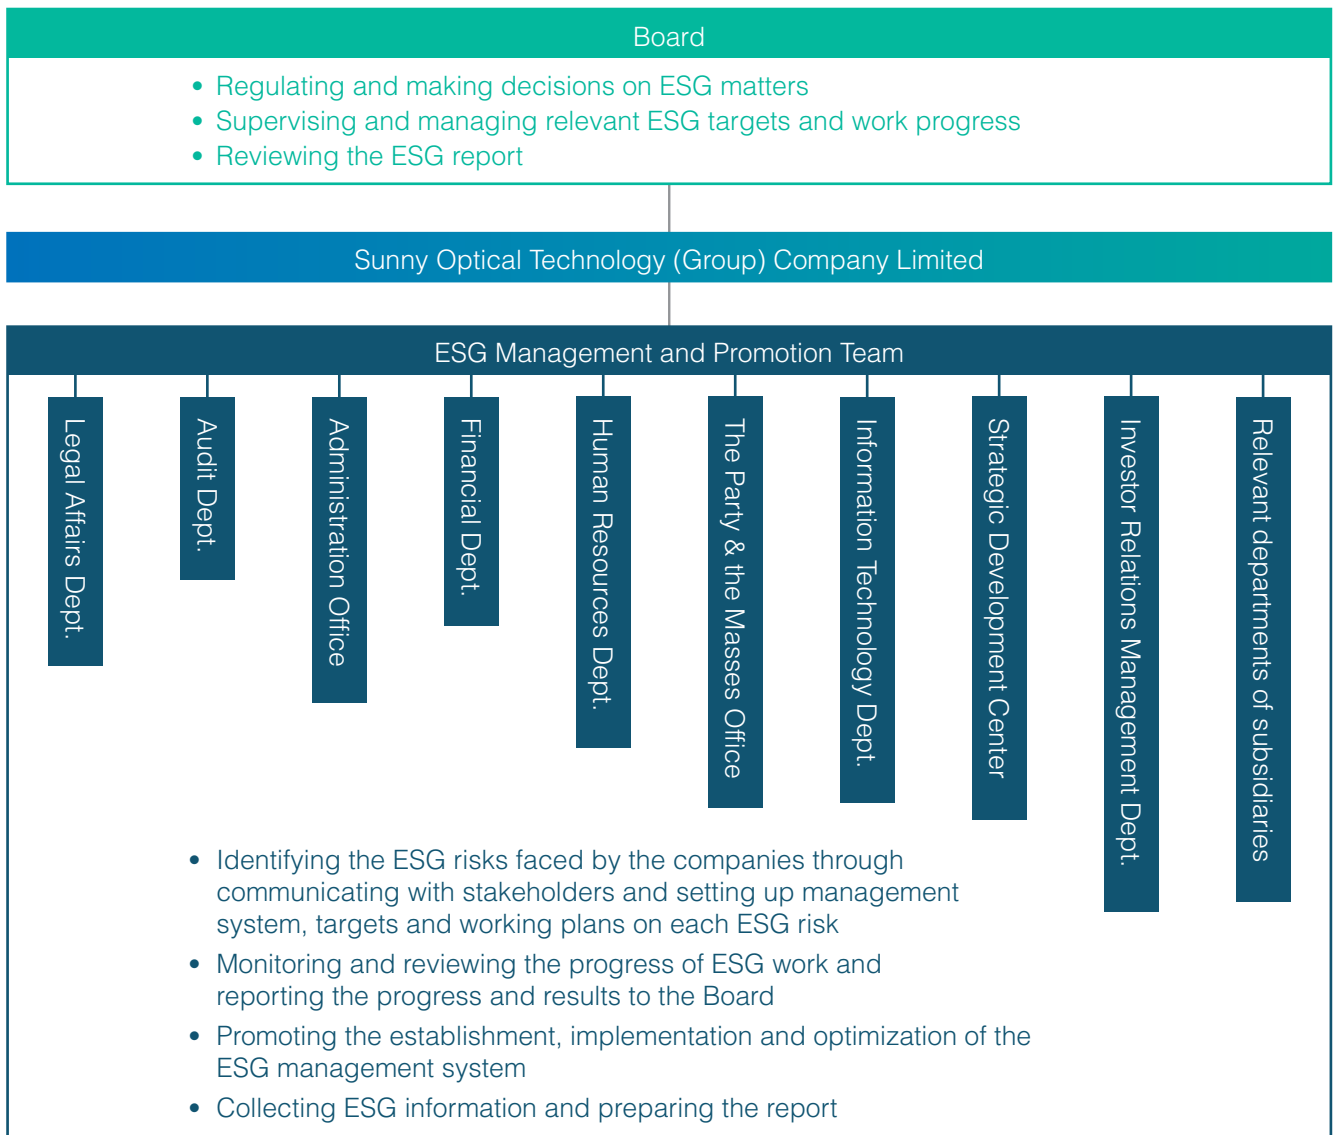 Board
• Regulating and making decisions on ESG matters
• Supervising and managing relevant ESG targets and work progress
• Reviewing the ESG report
Sunny Optical Technology (Group) Company Limited
ESG Management and Promotion Team
Legal Affairs Dept.
Audit Dept.
Administration Office
Financial Dept.
Human Resources Dept.
The Party & the Masses Office
Information Technology Dept.
Strategic Development Center
Investor Relations Management Dept.
Relevant departments of subsidiaries
• Identifying the ESG risks faced by the companies through
communicating with stakeholders and setting up management
system, targets and working plans on each ESG risk
• Monitoring and reviewing the progress of ESG work and
reporting the progress and results to the Board
• Promoting the establishment, implementation and optimization of the
ESG management system
• Collecting ESG information and preparing the report